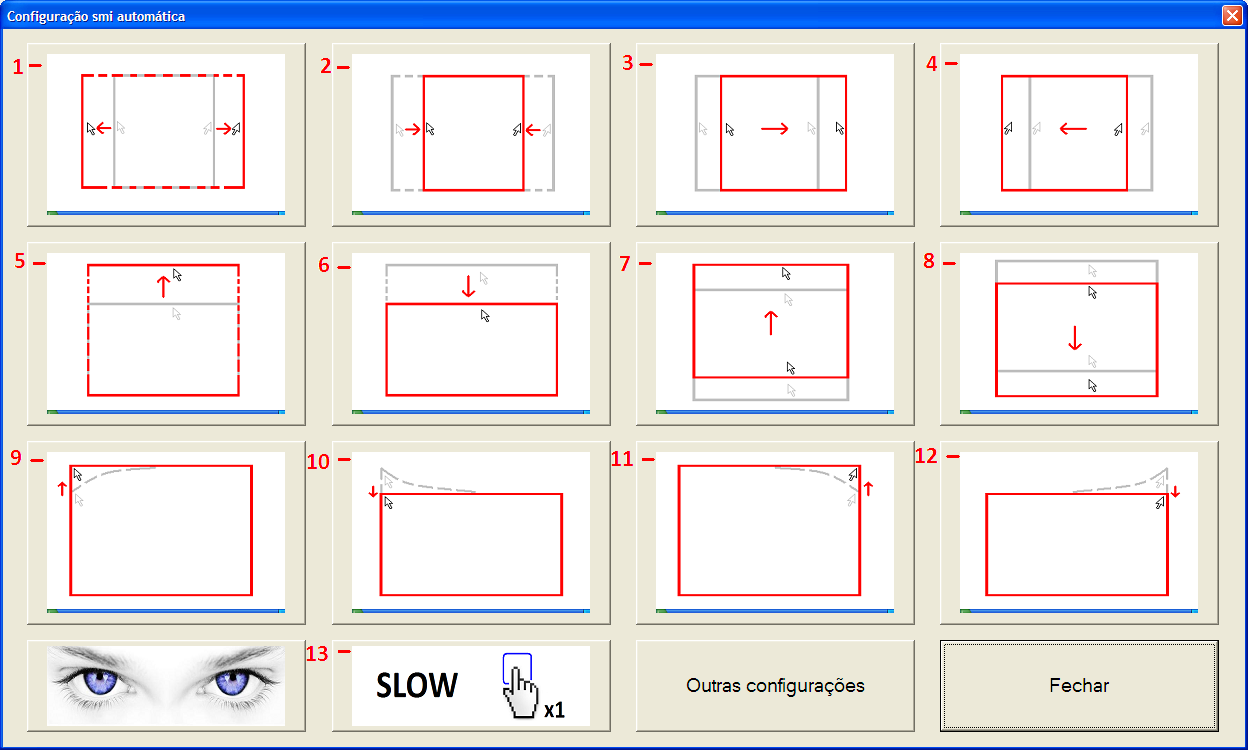 Configuração smi automática
1
2
3
4
5
6
7
8
9
10
11
12
13
SLOW
x1
Outras configurações
Fechar